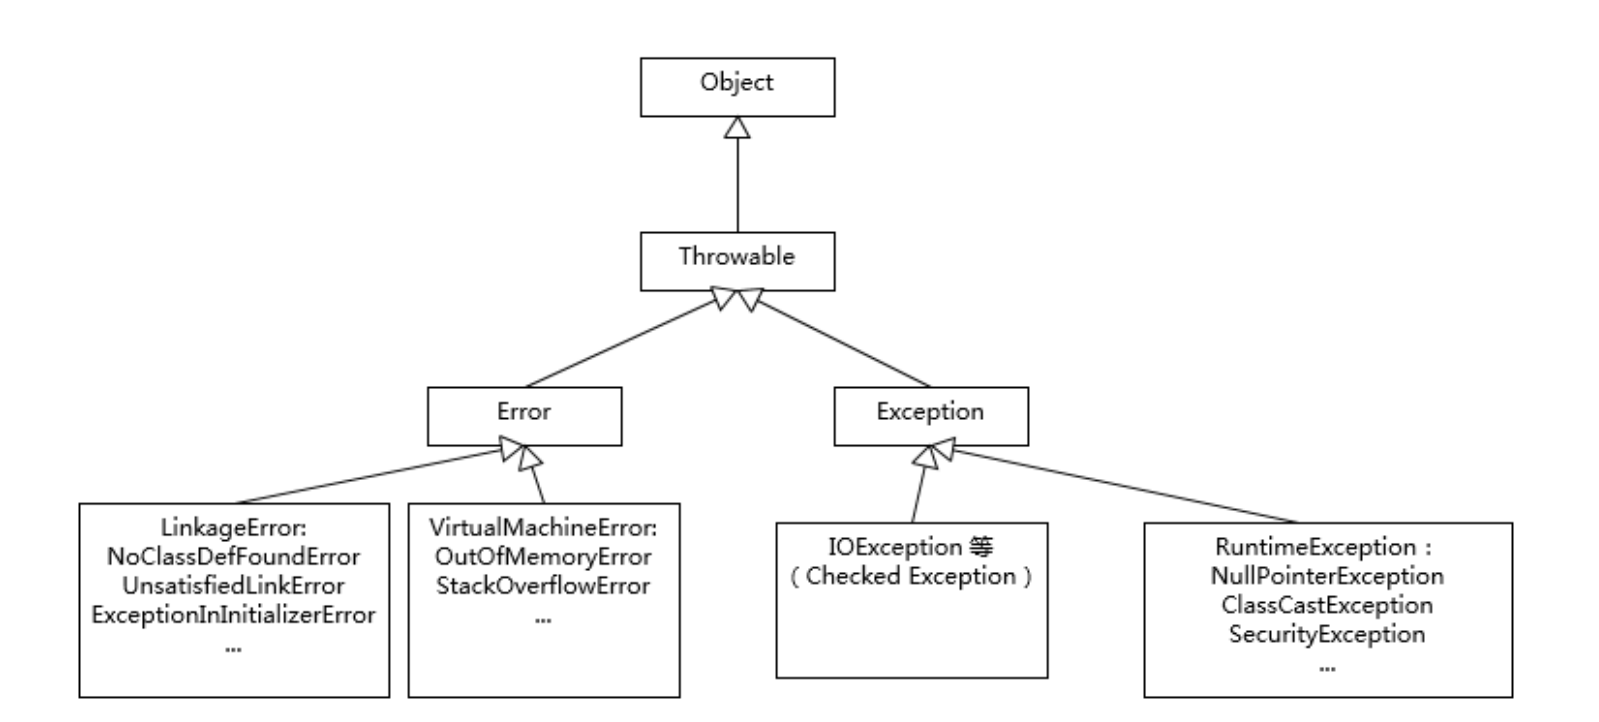 Object
Throwable
Error
Exception
LinkageError:
NoClassDefFoundError
UnsatisfiedLinkError
ExceptionInInitializerError
...
VirtualMachineError:
OutOfMemoryError
StackOverflowError
...
IOException 等
( Checked Exception )
RuntimeException :
NullPointerException
ClassCastException
SecurityException
...